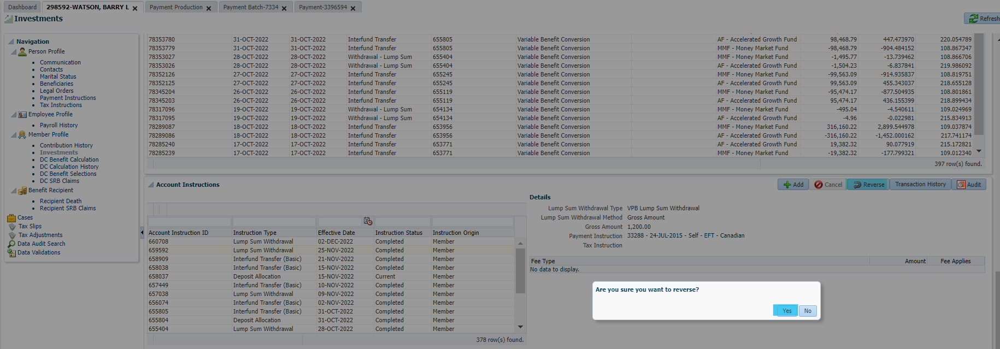 Dashboard 298592-WATSON, BARRY L Payment Production Payment Batch-7334 Payment-3396594
Investments
Refresh
Navigation
Person Profile
Communication
Contacts
Marital Status
Beneficiaries
Legal Orders
Payment Instructions
Tax Instructions
Employee Profile
Payroll History
Member Profile
Contribution History
Investments
DC Benefit Calculation
DC Calculation History
DC Benefit Selections
DC SRB Claims
Benefit Recipient
Recipient Death
Recipient SRB Claims
Cases
Tax Slips
Tax Adjustments
Data Audit Search
Data Validations
78353780 31-OCT-2022 31-OCT-2022 Interfund Transfer 655805 Variable Benefit Conversion AF - Accelerated Growth Fund 98,468.79 447.473970 220.054789
78353779 31-OCT-2022 31-OCT-2022 Interfund Transfer 655805 Variable Benefit Conversion MMF - Money Market Fund -98,468.79 -904.484152 108.867347
78353027 28-OCT-2022 28-OCT-2022 Withdrawal - Lump Sum 655404 Variable Benefit Conversion MMF - Money Market Fund -1,495.77 -13.739462 108.866706
78353026 28-OCT-2022 28-OCT-2022 Withdrawal - Lump Sum 655404 Variable Benefit Conversion AF - Accelerated Growth Fund -1,504.23 -6.837841 219.986092
78352126 27-OCT-2022 27-OCT-2022 Interfund Transfer 655245 Variable Benefit Conversion MMF - Money Market Fund -99,563.09 -914.935837 108.819751
78352125 27-OCT-2022 27-OCT-2022 Interfund Transfer 655245 Variable Benefit Conversion AF - Accelerated Growth Fund 99,563.09 455.343037 218.655128
78345204 26-OCT-2022 26-OCT-2022 Interfund Transfer 655119 Variable Benefit Conversion MMF - Money Market Fund -95,474.17 -877.504935 108.801861
78345203 26-OCT-2022 26-OCT-2022 Interfund Transfer 655119 Variable Benefit Conversion AF - Accelerated Growth Fund 95,474.17 436.155399 218.899434
78317096 19-OCT-2022 19-OCT-2022 Withdrawal - Lump Sum 654134 Variable Benefit Conversion MMF - Money Market Fund -495.04 -4.540611 109.024969
78317095 19-OCT-2022 19-OCT-2022 Withdrawal - Lump Sum 654134 Variable Benefit Conversion AF - Accelerated Growth Fund -4.96 -0.022981 215.834913
78289087 18-OCT-2022 18-OCT-2022 Interfund Transfer 653956 Variable Benefit Conversion MMF - Money Market Fund 316,160.22 2,899.544978 109.037874
78289086 18-OCT-2022 18-OCT-2022 Interfund Transfer 653956 Variable Benefit Conversion AF - Accelerated Growth Fund -316,160.22 -1,452.000162 217.741174
78285240 17-OCT-2022 17-OCT-2022 Interfund Transfer 653771 Variable Benefit Conversion AF - Accelerated Growth Fund 19,382.32 90.077919 215.172821
78285239 17-OCT-2022 17-OCT-2022 Interfund Transfer 653771 Variable Benefit Conversion MMF - Money Market Fund -19,382.32 -177.799321 109.012340
397 row(s) found.
Account Instructions
Add Cancel Reverse Transaction History Audit
Account Instruction ID Instruction Type Effective Date Instruction Status Instruction Origin
660708 Lump Sum Withdrawal 02-DEC-2022 Completed Member
659592 Lump Sum Withdrawal 25-NOV-2022 Completed Member
658909 Interfund Transfer (Basic) 21-NOV-2022 Completed Member
658038 Interfund Transfer (Basic) 15-NOV-2022 Completed Member
658037 Deposit Allocation 15-NOV-2022 Current Member
657449 Interfund Transfer (Basic) 10-NOV-2022 Completed Member
657038 Lump Sum Withdrawal 09-NOV-2022 Completed Member
656074 Interfund Transfer (Basic) 02-NOV-2022 Completed Member
655805 Interfund Transfer (Basic) 31-OCT-2022 Completed Member
655804 Deposit Allocation 31-OCT-2022 Completed Member
655404 Lump Sum Withdrawal 28-OCT-2022 Completed Member
378 row(s) found.
Details
Lump Sum Withdrawal Type VPB Lump Sum Withdrawal
Lump Sum Withdrawal Method Gross Amount
Gross Amount 1,200.00
Payment Instruction 33288 - 24-JUL-2015 - Self - EFT - Canadian
Tax Instruction
Fee Type Amount Fee Applies
No data to display.
Are you sure you want to reverse?
Yes No